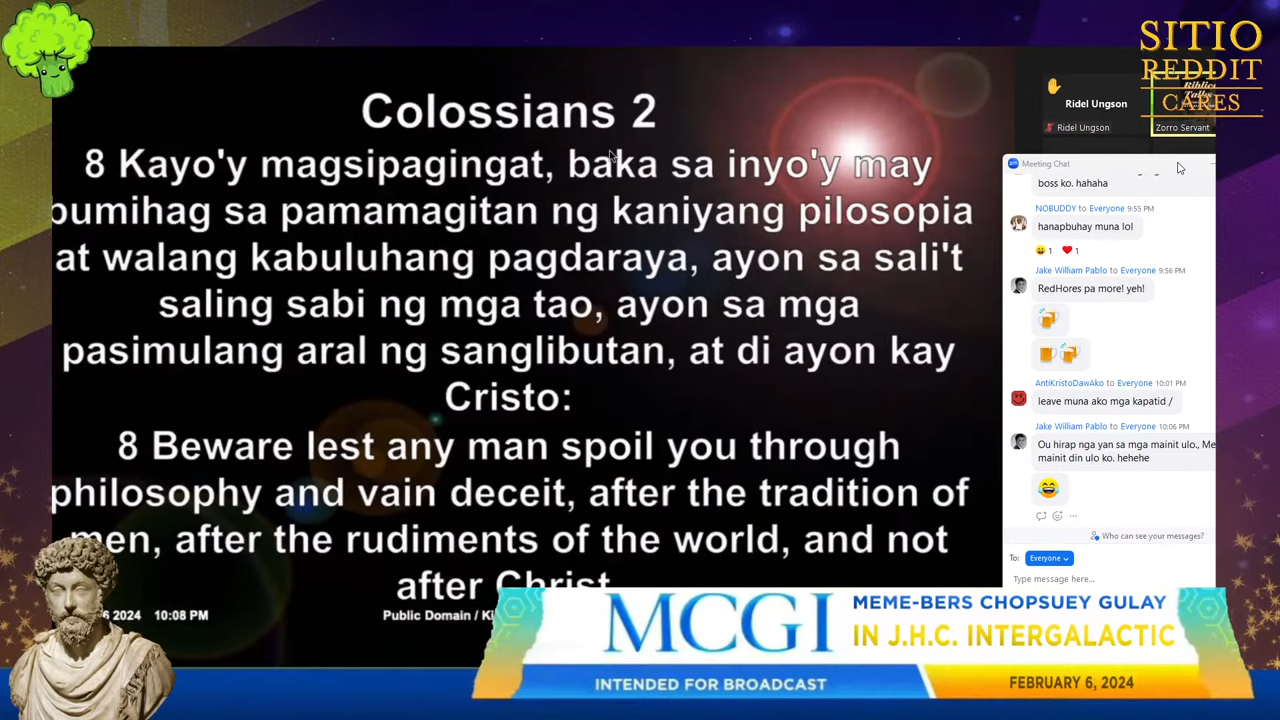 SITIO
REDDIT
CARES
Colossians 2
8 Kayo'y magsipagingat, baka sa inyo'y may
bumihag sa pamamagitan ng kaniyang pilosopia
at walang kabuluhang pagdaraya, ayon sa sali't
saling sabi ng mga tao, ayon sa mga
pasimulang aral ng sanglibutan, at di ayon kay
Cristo:
8 Beware lest any man spoil you through
philosophy and vain deceit, after the tradition of
men, after the rudiments of the world, and not
after Christ
6 2024 10:08 PM
Public Domain / Ki
Ridel Ungson
Ridel Ungson
Zorro Servant
Meeting Chat
boss ko. hahaha
NOBUDDY to Everyone 9:55 PM
hanapbuhay muna lol
1 1
Jake William Pablo to Everyone 9:56 PM
RedHores pa more! yeh!
AntiKristoDawAko to Everyone 10:01 PM
leave muna ako mga kapatid /
Jake William Pablo to Everyone 10:06 PM
Ou hirap nga yan sa mga mainit ulo., Me
mainit din ulo ko. hehehe
Who can see your messages?
To: Everyone
Type message here...
MCGI
MEME-BERS CHOPSUEY GULAY
IN J.H.C. INTERGALACTIC
INTENDED FOR BROADCAST
FEBRUARY 6, 2024